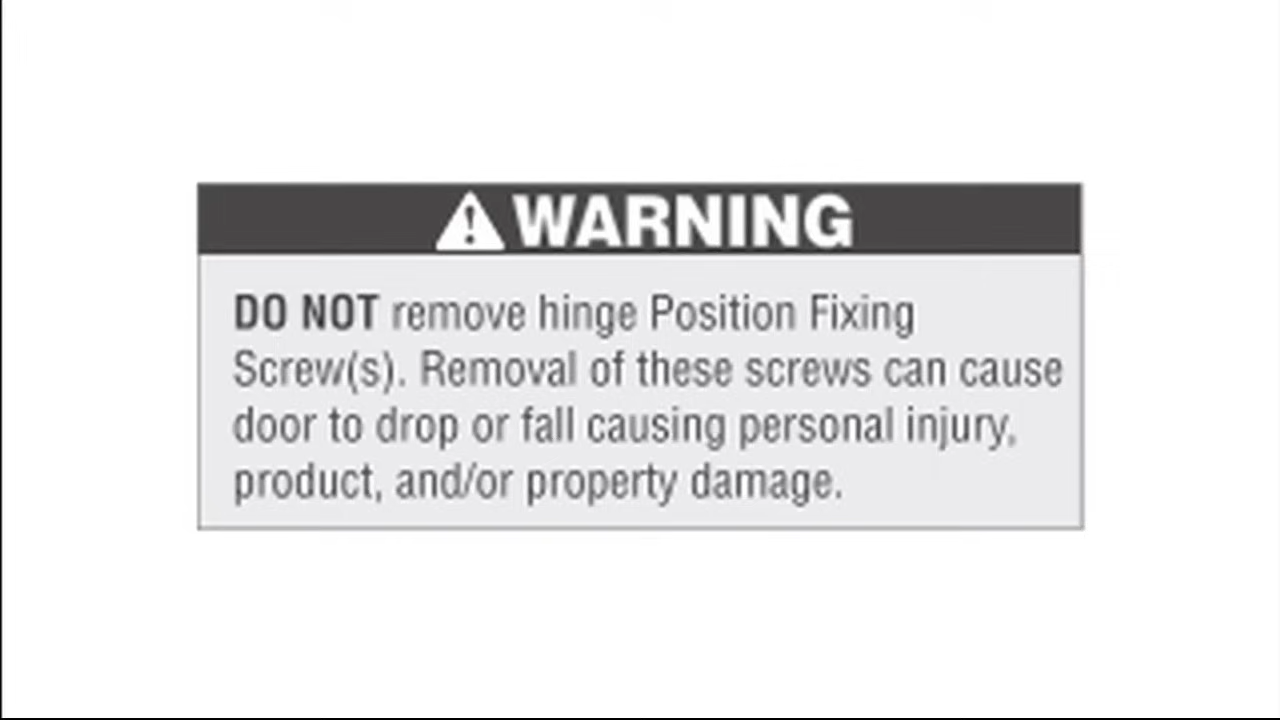 WARNING
DO NOT remove hinge Position Fixing
Screw(s). Removal of these screws can cause
door to drop or fall causing personal injury,
product, and/or property damage.